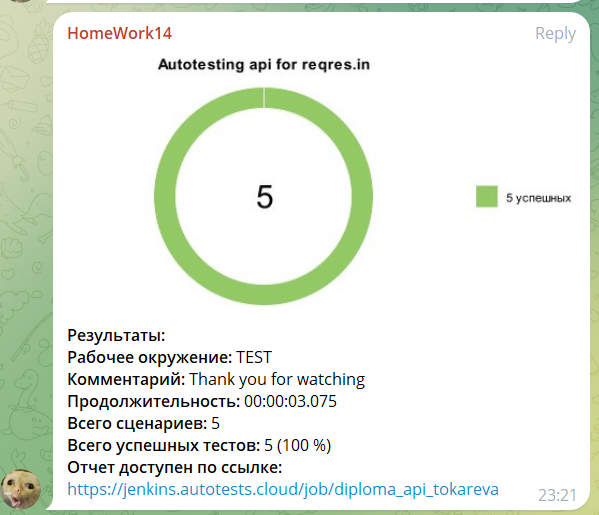 HomeWork14 Reply
Autotesting api for reqres.in
5
5 успешных
Результаты:
Рабочее окружение: TEST
Комментарий: Thank you for watching
Продолжительность: 00:00:03.075
Всего сценариев: 5
Всего успешных тестов: 5 (100 %)
Отчет доступен по ссылке:
https://jenkins.autotests.cloud/job/diploma_api_tokareva
23:21